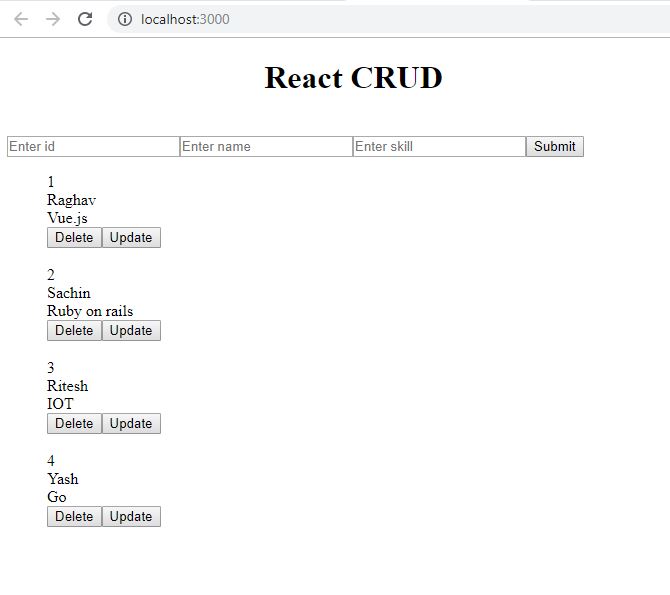 localhost:3000
React CRUD
Enter id Enter name Enter skill Submit
1
Raghav
Vue.js
Delete Update
2
Sachin
Ruby on rails
Delete Update
3
Ritesh
IOT
Delete Update
4
Yash
Go
Delete Update